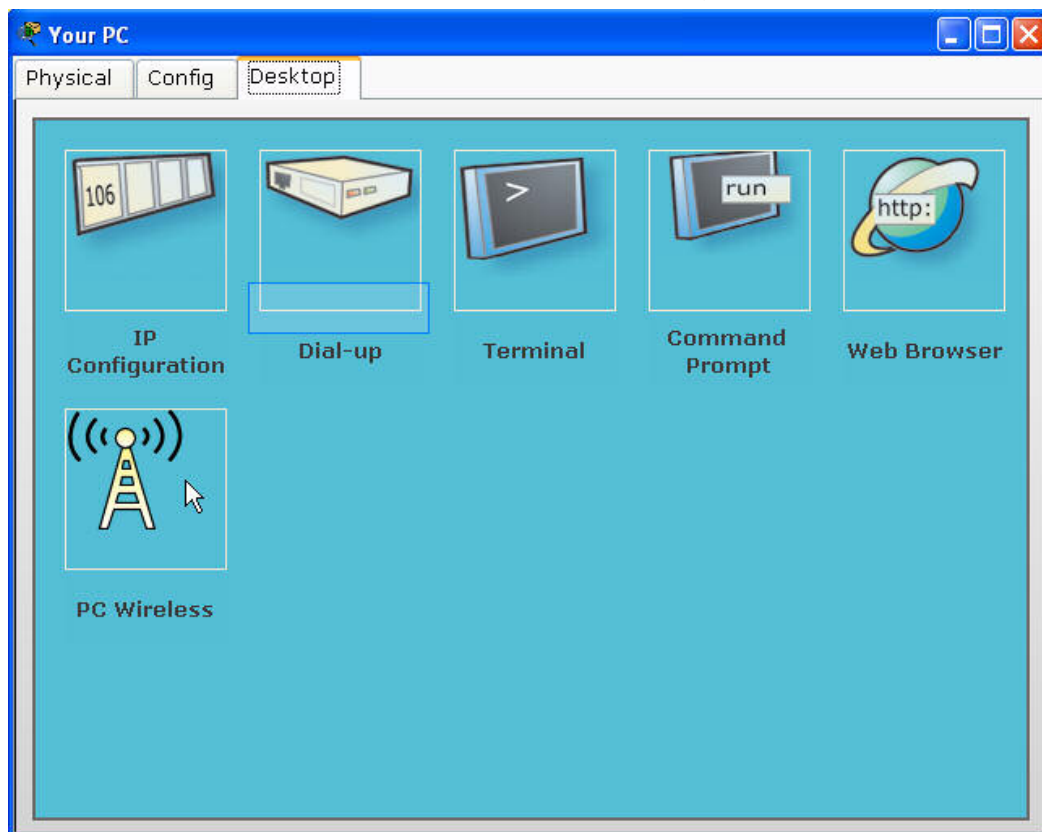 Your PC
Physical Config Desktop
106
>
run
http:
IP
Configuration
Dial-up
Terminal
Command
Prompt
Web Browser
PC Wireless